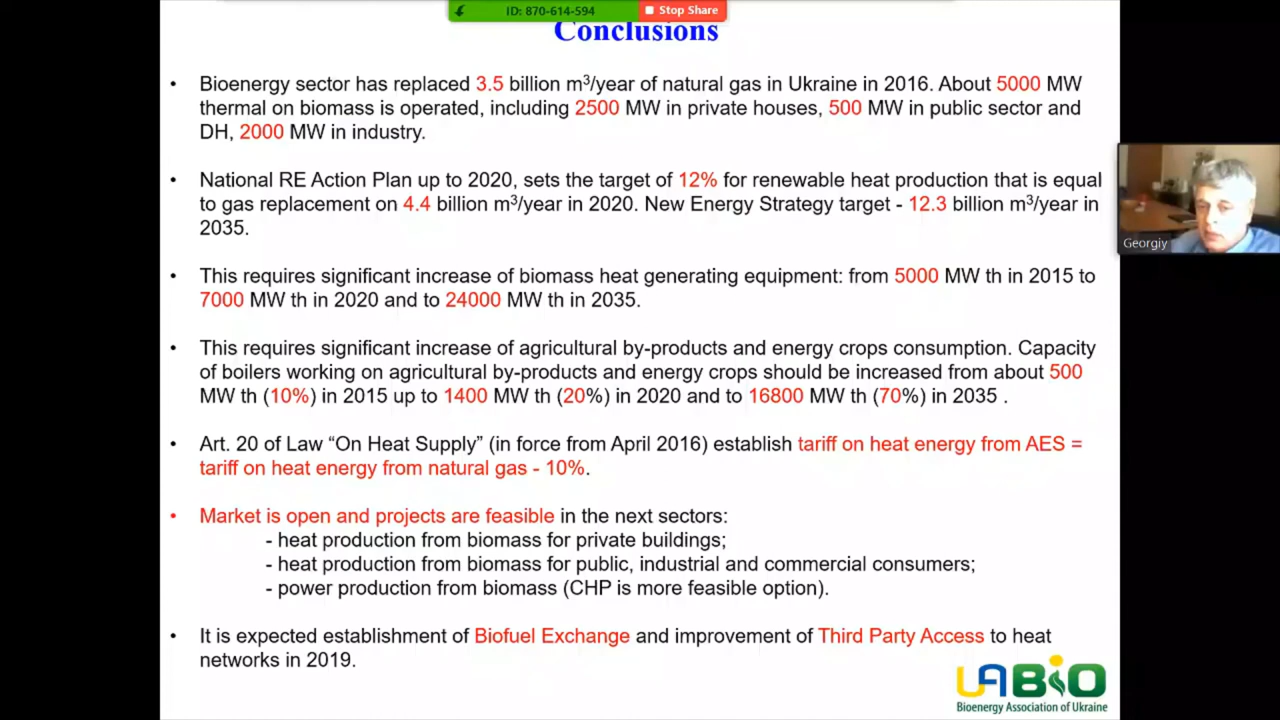 ID: 870-614-594
Stop Share
Conclusions
• Bioenergy sector has replaced 3.5 billion m³/year of natural gas in Ukraine in 2016. About 5000 MW
thermal on biomass is operated, including 2500 MW in private houses, 500 MW in public sector and
DH, 2000 MW in industry.
• National RE Action Plan up to 2020, sets the target of 12% for renewable heat production that is equal
to gas replacement on 4.4 billion m³/year in 2020. New Energy Strategy target - 12.3 billion m³/year in
2035.
• This requires significant increase of biomass heat generating equipment: from 5000 MW th in 2015 to
7000 MW th in 2020 and to 24000 MW th in 2035.
• This requires significant increase of agricultural by-products and energy crops consumption. Capacity
of boilers working on agricultural by-products and energy crops should be increased from about 500
MW th (10%) in 2015 up to 1400 MW th (20%) in 2020 and to 16800 MW th (70%) in 2035 .
• Art. 20 of Law “On Heat Supply” (in force from April 2016) establish tariff on heat energy from AES =
tariff on heat energy from natural gas - 10%.
• Market is open and projects are feasible in the next sectors:
- heat production from biomass for private buildings;
- heat production from biomass for public, industrial and commercial consumers;
- power production from biomass (CHP is more feasible option).
• It is expected establishment of Biofuel Exchange and improvement of Third Party Access to heat
networks in 2019.
UABIO
Bioenergy Association of Ukraine
Georgiy